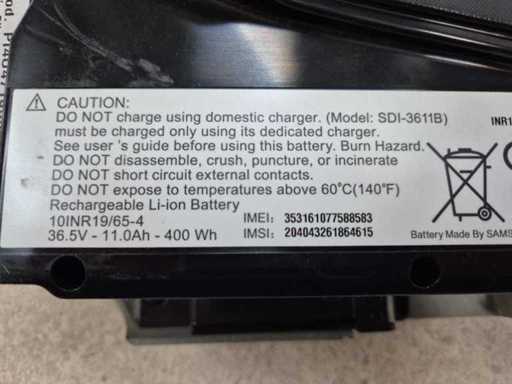 CAUTION:
DO NOT charge using domestic charger. (Model: SDI-3611B)
must be charged only using its dedicated charger.
See user 's guide before using this battery. Burn Hazard.
DO NOT disassemble, crush, puncture, or incinerate
DO NOT short circuit external contacts.
DO NOT expose to temperatures above 60°C(140°F)
Rechargeable Li-ion Battery
10INR19/65-4
IMEI: 353161077588583
36.5V - 11.0Ah - 400 Wh
IMSI: 204043261864615
INR1
Battery Made By SAMS